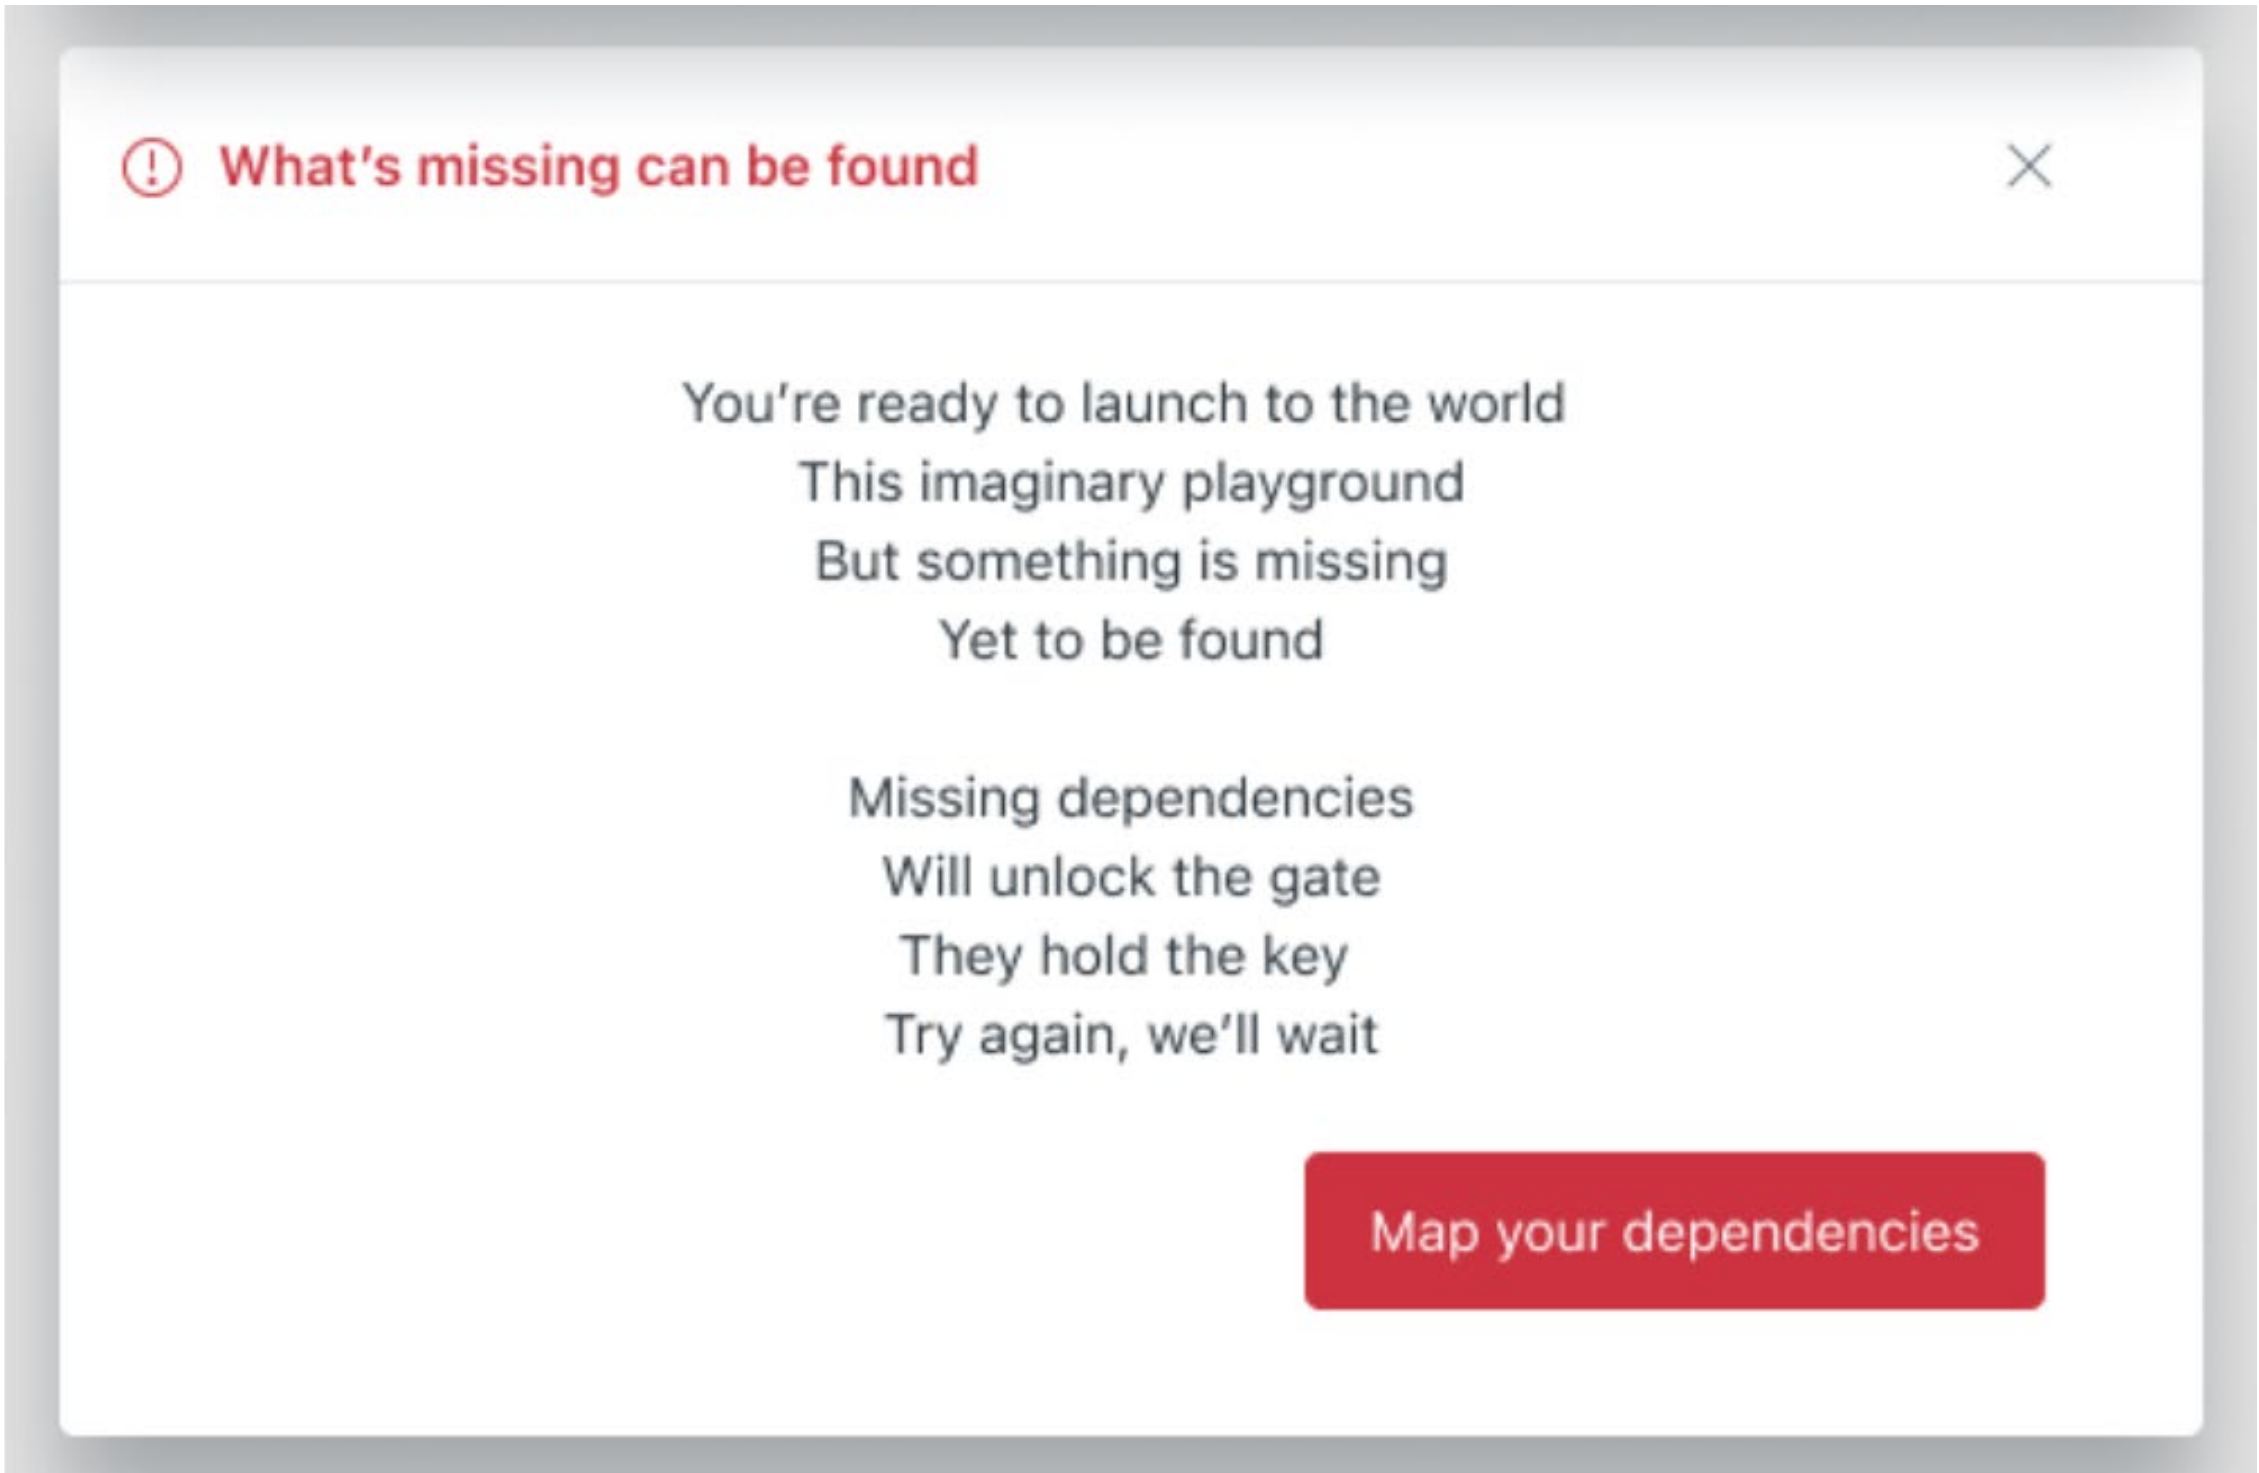 What’s missing can be found
You’re ready to launch to the world
This imaginary playground
But something is missing
Yet to be found
Missing dependencies
Will unlock the gate
They hold the key
Try again, we’ll wait
Map your dependencies